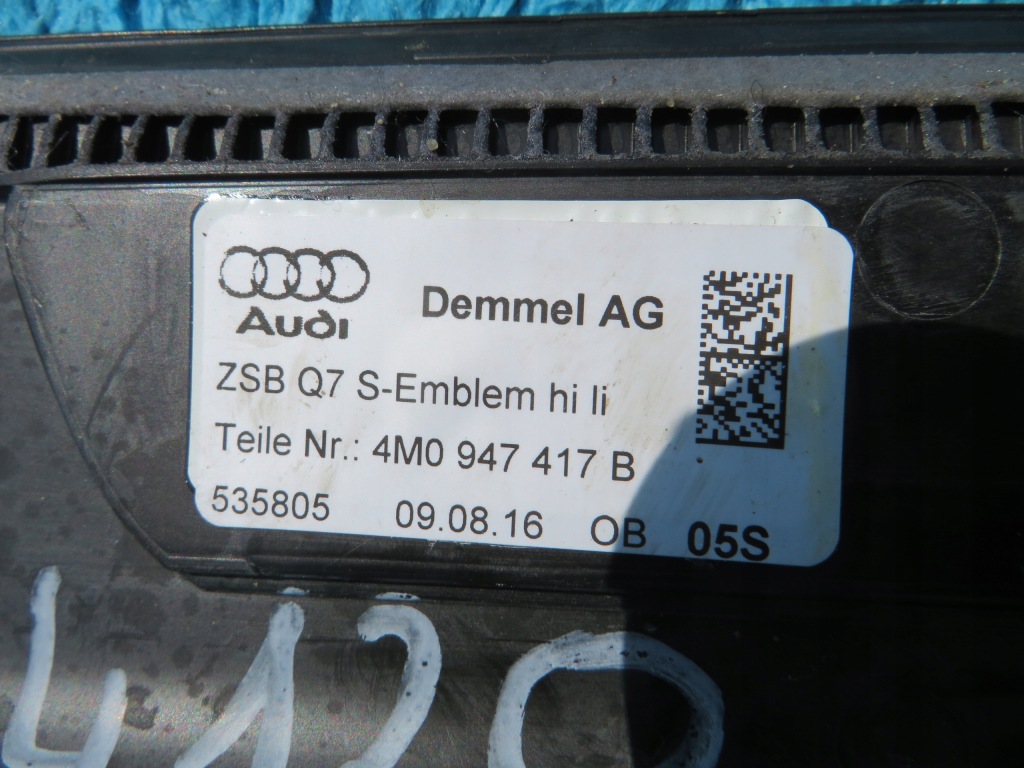 Audi
Demmel AG
ZSB Q7 S-Emblem hi li
Teile Nr.: 4M0 947 417 B
535805 09.08.16 OB 05S
4120